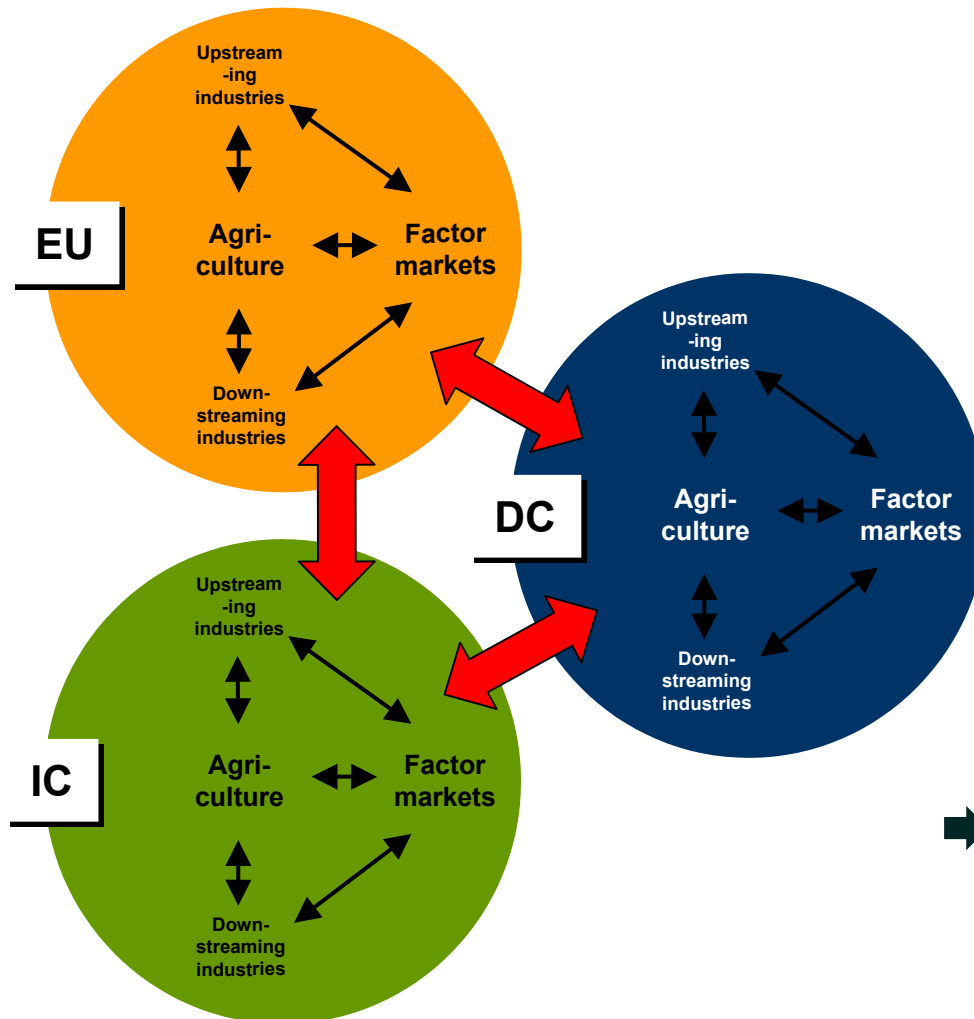 Upstream
-ing
industries
EU
Agri-
culture
Factor
markets
Down-
streaming
industries
Upstream
-ing
industries
DC
Agri-
culture
Factor
markets
Down-
streaming
industries
Upstream
-ing
industries
IC
Agri-
culture
Factor
markets
Down-
streaming
industries